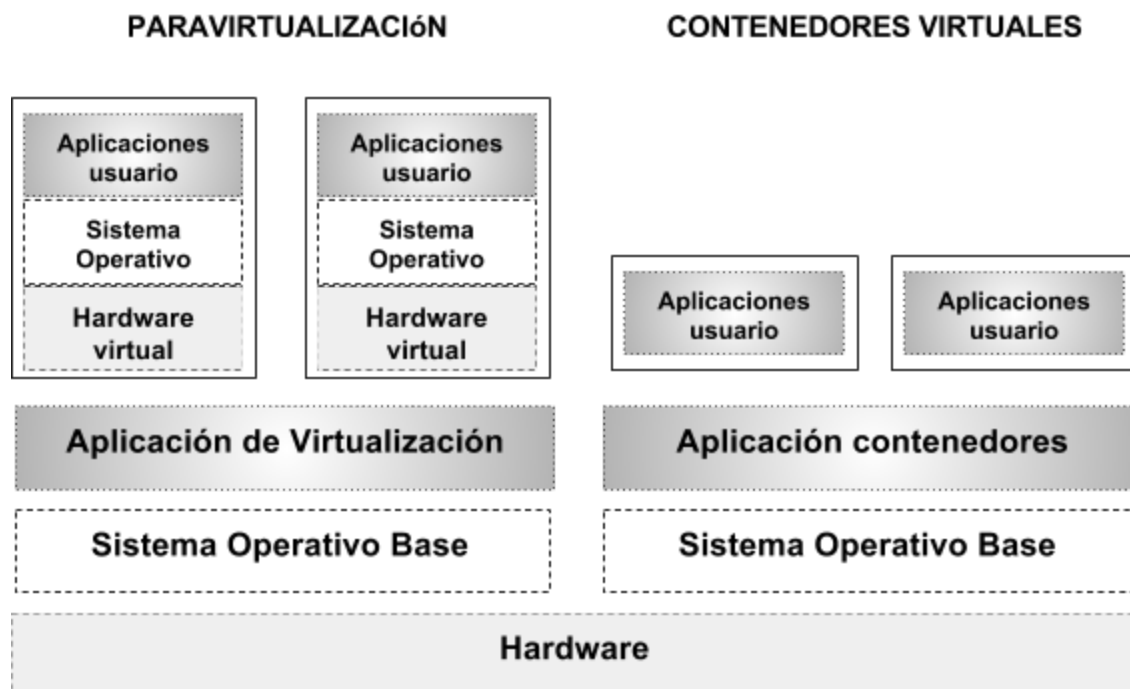 PARAVIRTUALIZACIóN
CONTENEDORES VIRTUALES
Aplicaciones
usuario
Sistema
Operativo
Hardware
virtual
Aplicaciones
usuario
Sistema
Operativo
Hardware
virtual
Aplicaciones
usuario
Aplicaciones
usuario
Aplicación de Virtualización
Aplicación contenedores
Sistema Operativo Base
Sistema Operativo Base
Hardware